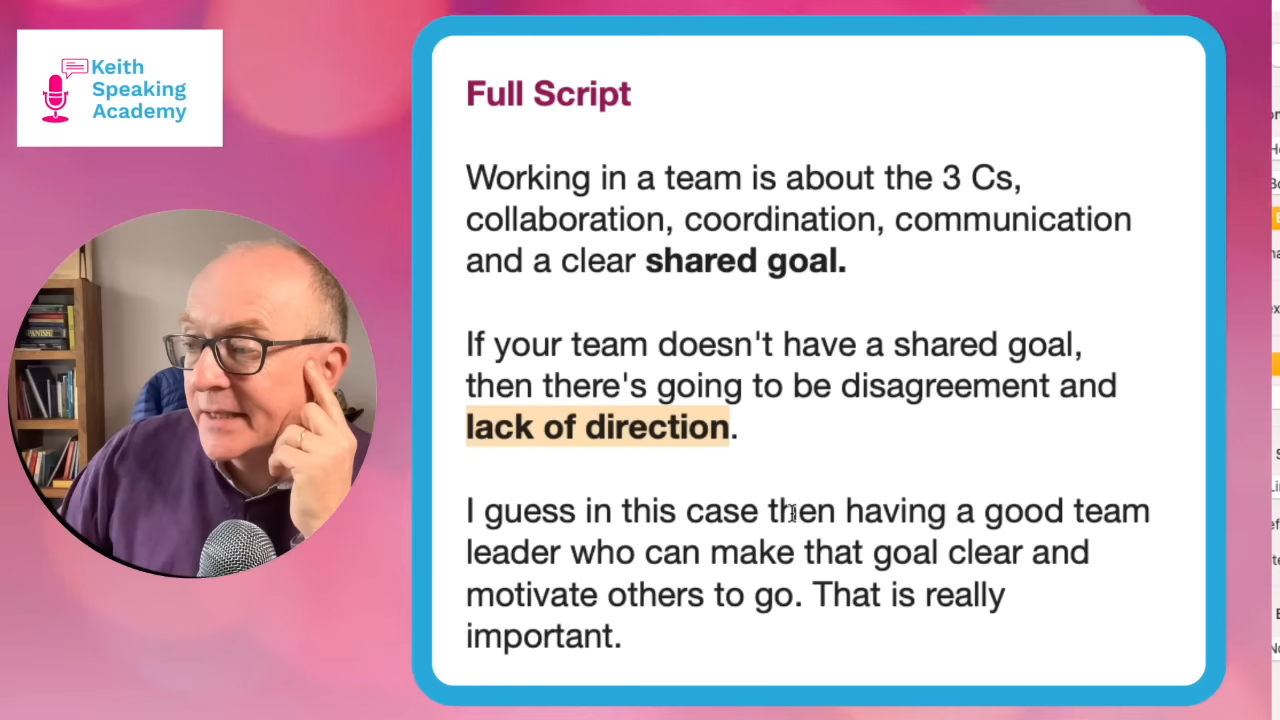 Keith
Speaking
Academy
Full Script
Working in a team is about the 3 Cs,
collaboration, coordination, communication
and a clear shared goal.
If your team doesn't have a shared goal,
then there's going to be disagreement and
lack of direction.
I guess in this case then having a good team
leader who can make that goal clear and
motivate others to go. That is really
important.
PANISH